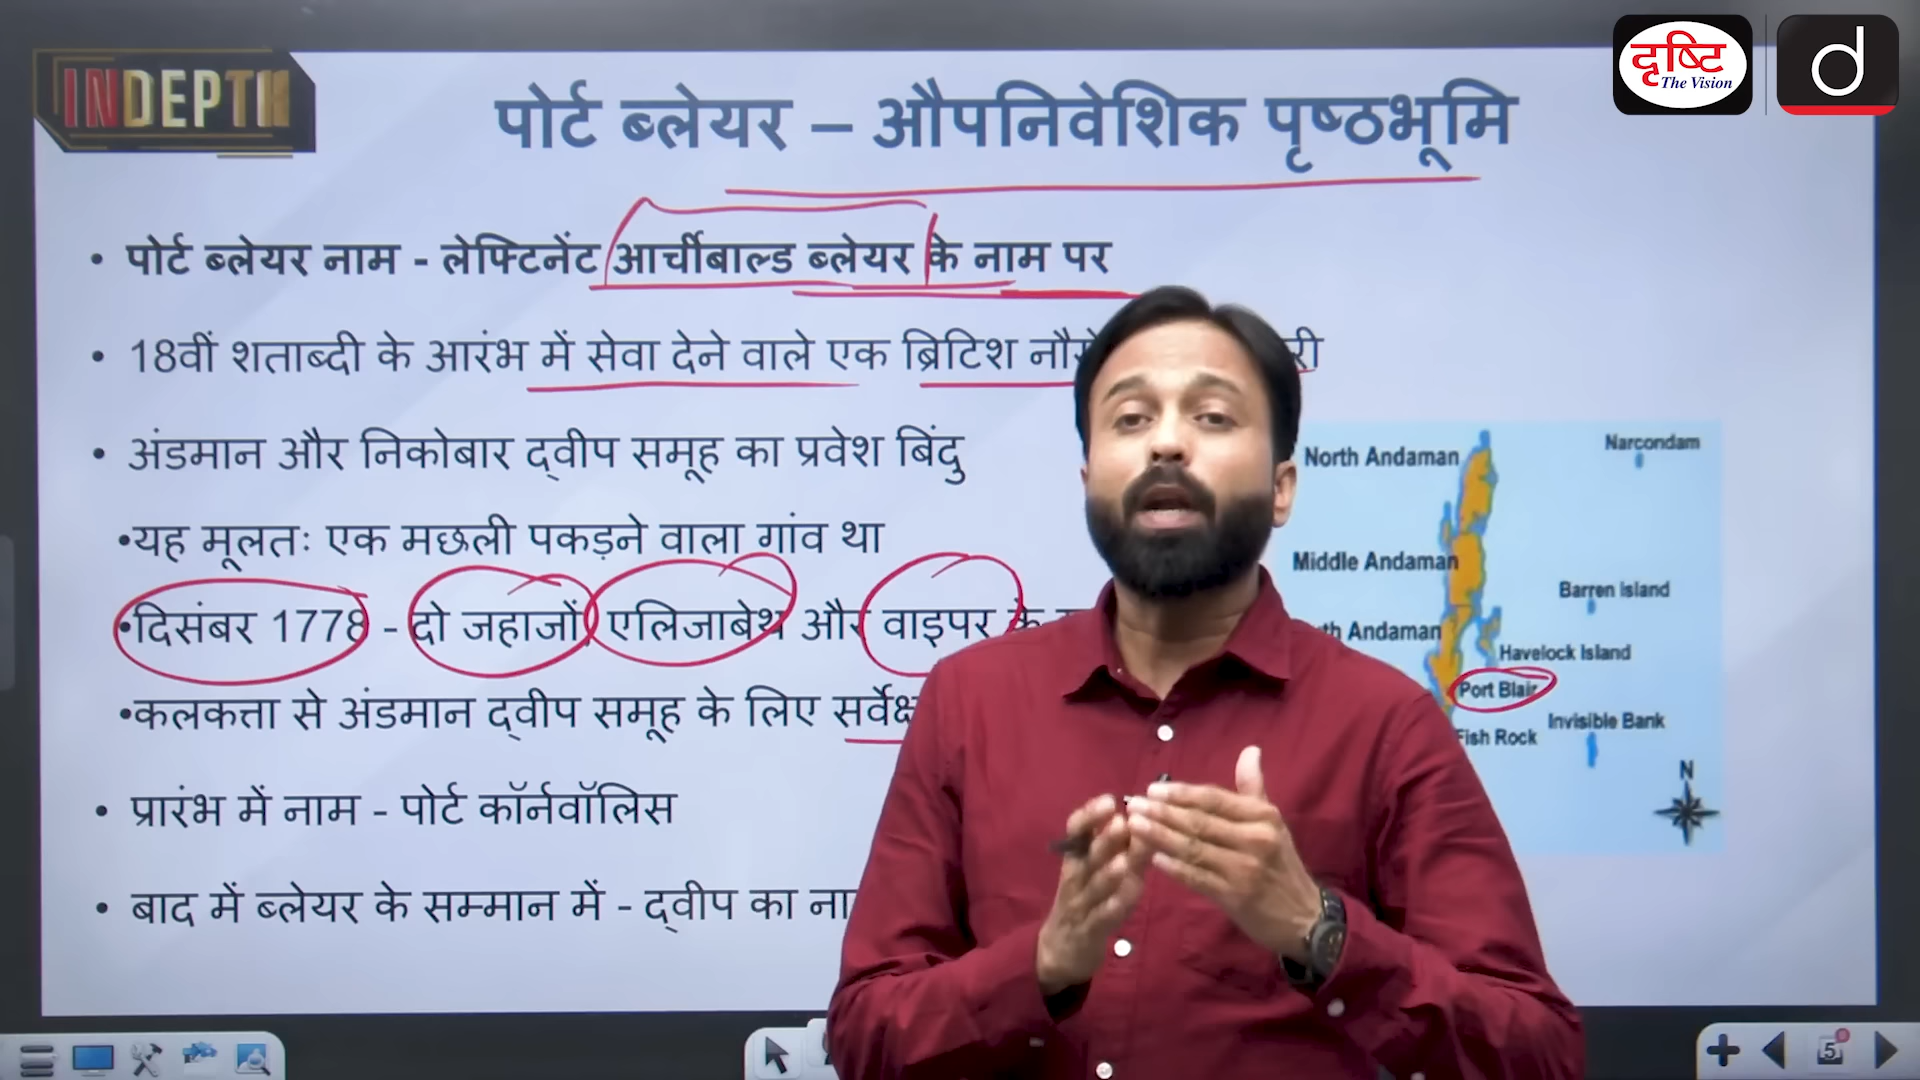 INDEPTH
दृष्टि
The Vision
d
पोर्ट ब्लेयर – औपनिवेशिक पृष्ठभूमि
• पोर्ट ब्लेयर नाम - लेफ्टिनेंट आर्चीबाल्ड ब्लेयर के नाम पर
• 18वीं शताब्दी के आरंभ में सेवा देने वाले एक ब्रिटिश
• अंडमान और निकोबार द्वीप समूह का प्रवेश बिंदु
•यह मूलतः एक मछली पकड़ने वाला गांव था
•दिसंबर 1778 - दो जहाजों एलिजाबेथ और वाइपर के
•कलकत्ता से अंडमान द्वीप समूह के लिए
• प्रारंभ में नाम - पोर्ट कॉर्नवॉलिस
• बाद में ब्लेयर के सम्मान में - द्वीप का
North Andaman
Narcondam
Middle Andaman
Barren island
Andaman
Havelock Island
Port Blair
Invisible Bank
Fish Rock
N
5